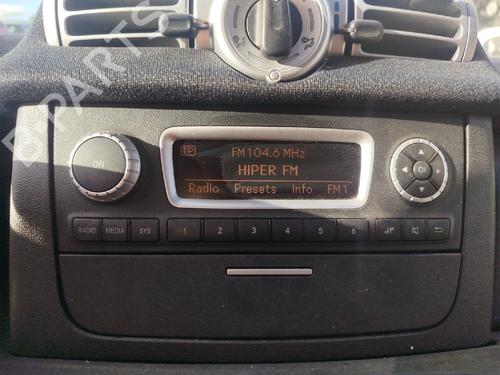 B-PARTS
TP FM104.6 MHz
HIPER FM
Radio Presets Info FM1
ON
RADIO MEDIA SYS 1 2 3 4 5 6